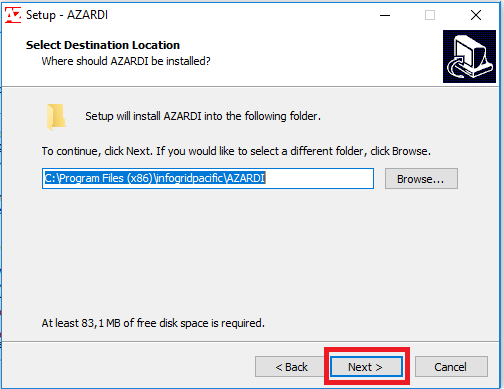 Setup - AZARDI
Select Destination Location
Where should AZARDI be installed?
Setup will install AZARDI into the following folder.
To continue, click Next. If you would like to select a different folder, click Browse.
C:\Program Files (x86)\infogridpacific\AZARDI
Browse...
At least 83,1 MB of free disk space is required.
< Back
Next >
Cancel